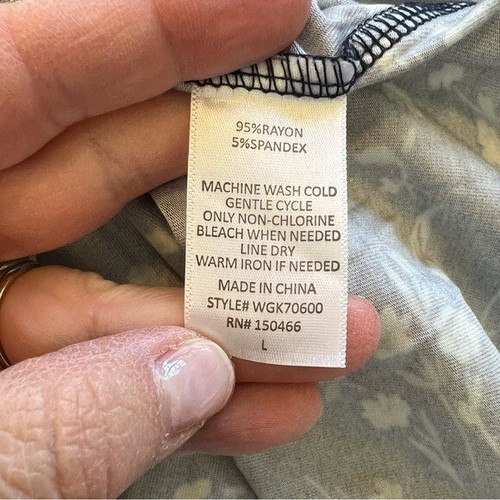 95%RAYON
5%SPANDEX
MACHINE WASH COLD
GENTLE CYCLE
ONLY NON-CHLORINE
BLEACH WHEN NEEDED
LINE DRY
WARM IRON IF NEEDED
MADE IN CHINA
STYLE# WGK70600
RN# 150466
L